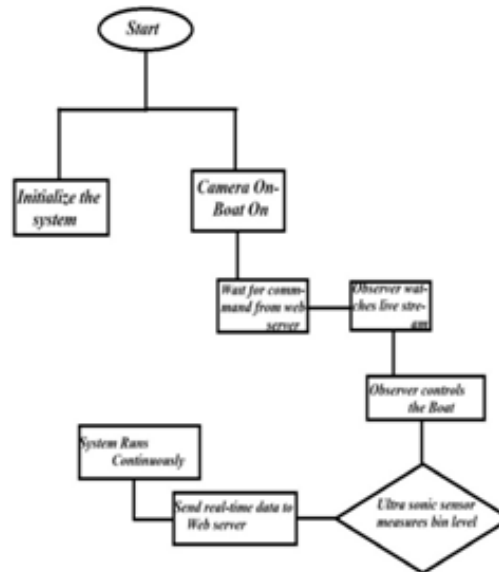 Start
Initialize the
system
Camera On-
Boat On
Wast for comm-
mand from web
server
Observer wat-
ches live stre-
am
Observer controls
the Boat
Ultra sonic sensor
measures bin level
Send real-time data to
Web server
System Runs
Continuously